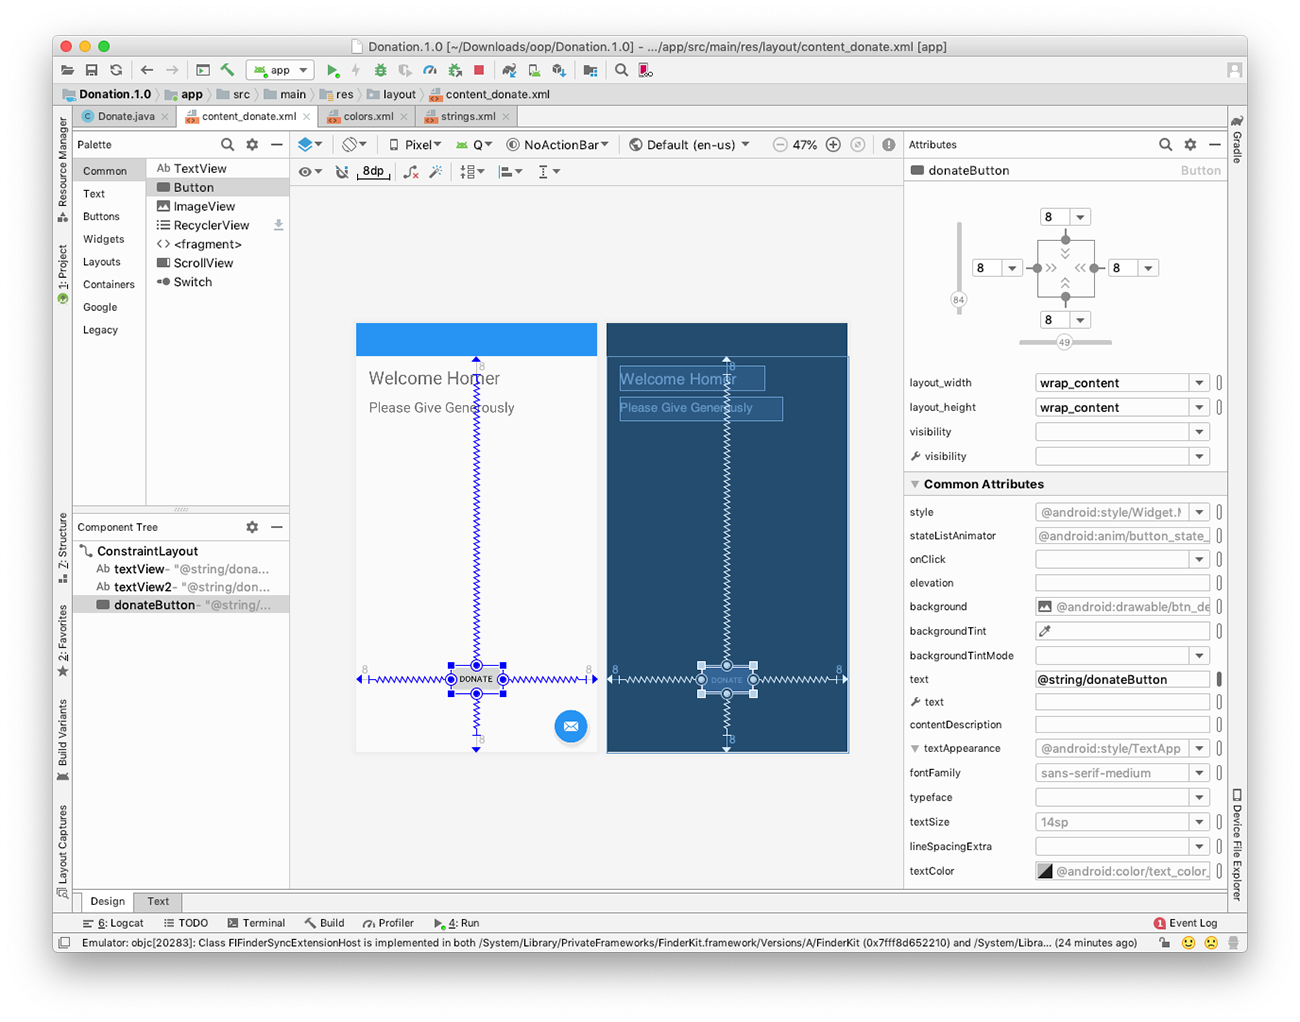 Donation.1.0 [~/Downloads/oop/Donation.1.0] - .../app/src/main/res/layout/content_donate.xml [app]
app
Donation.1.0 app src main res layout content_donate.xml
Donate.java content_donate.xml colors.xml strings.xml
Resource Manager
1: Project
Z: Structure
2: Favorites
Build Variants
Layout Captures
Palette
Common
Text
Buttons
Widgets
Layouts
Containers
Google
Legacy
Ab TextView
Button
ImageView
RecyclerView
<> <fragment>
ScrollView
Switch
Component Tree
ConstraintLayout
Ab textView- "@string/dona...
Ab textView2- "@string/don...
donateButton- "@string/...
Pixel Q NoActionBar Default (en-us) 47%
8dp
8
Welcome Homer
Please Give Generously
8 8
DONATE
8
8
Welcome Homer
Please Give Generously
8 8
DONATE
8
Attributes
donateButton Button
8
8 8
84
8
49
layout_width wrap_content
layout_height wrap_content
visibility
visibility
Common Attributes
style @android:style/Widget.M
stateListAnimator @android:anim/button_state_
onClick
elevation
background @android:drawable/btn_de
backgroundTint
backgroundTintMode
text @string/donateButton
text
contentDescription
textAppearance @android:style/TextApp
fontFamily sans-serif-medium
typeface
textSize 14sp
lineSpacingExtra
textColor @android:color/text_color_
Gradle
Device File Explorer
Design Text
6: Logcat TODO Terminal Build Profiler 4: Run 1 Event Log
Emulator: objc[20283]: Class FIFinderSyncExtensionHost is implemented in both /System/Library/PrivateFrameworks/FinderKit.framework/Versions/A/FinderKit (0x7fff8d652210) and /System/Libra... (24 minutes ago)